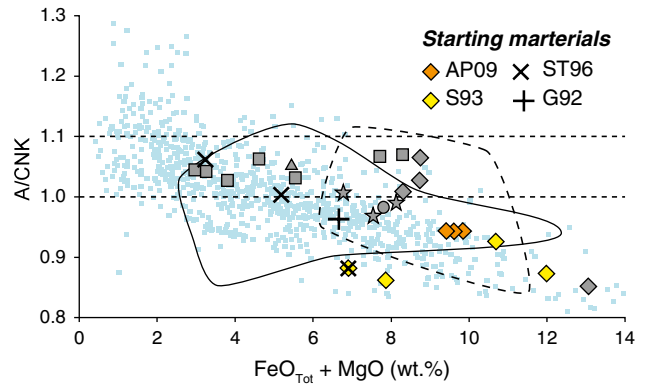 1.3
1.2
1.1
1.0
0.9
0.8
A/CNK
Starting marterials
AP09 ST96
S93 G92
0 2 4 6 8 10 12 14
FeO_Tot + MgO (wt.%)